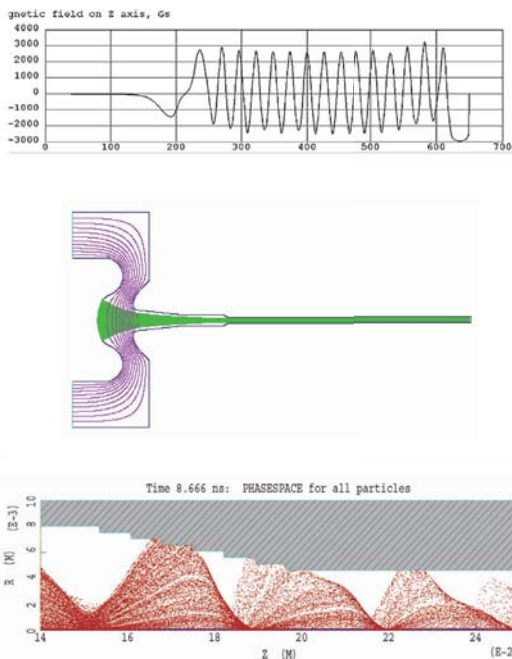 gnetic field on Z axis, Gs
4000
3000
2000
1000
0
-1000
-2000
-3000
0 100 200 300 400 500 600 700
Time 8.666 ns: PHASESPACE for all particles
R (M) (E-3)
10
8
6
4
2
0
14 16 18 20 22 24
Z (M) (E-2